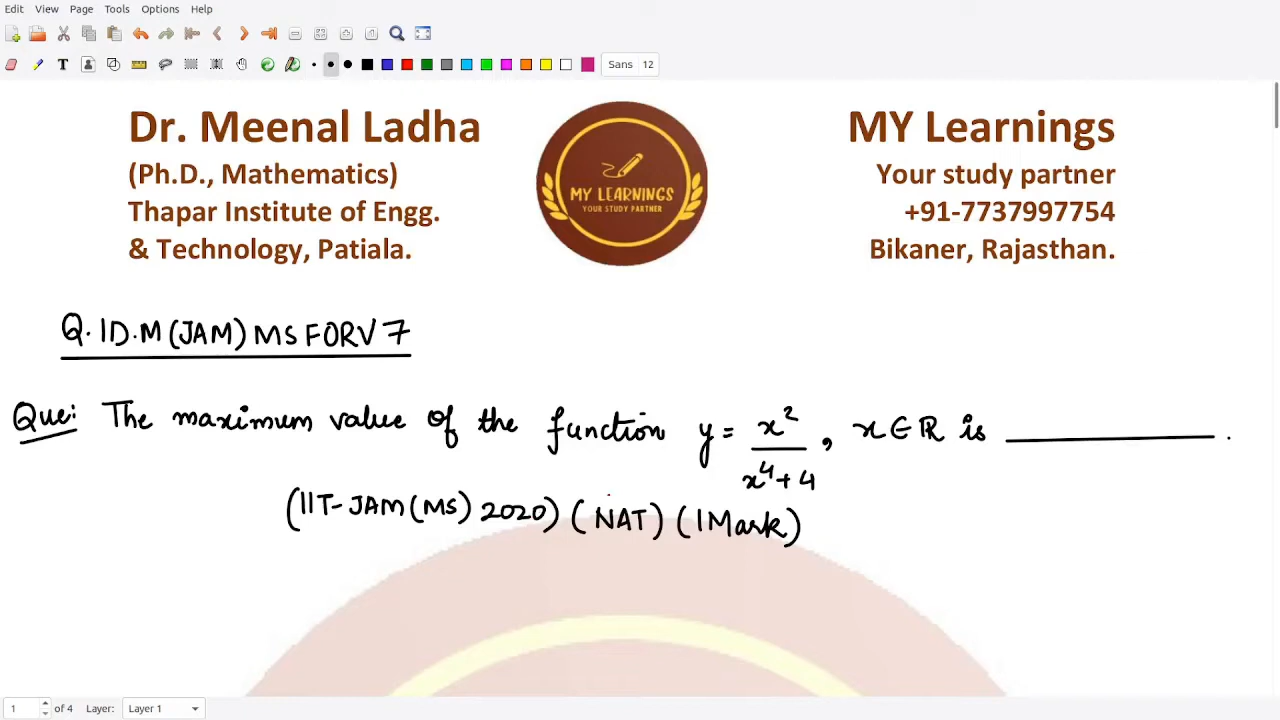 Edit View Page Tools Options Help
Sans 12
Dr. Meenal Ladha
(Ph.D., Mathematics)
Thapar Institute of Engg.
& Technology, Patiala.
MY LEARNINGS
YOUR STUDY PARTNER
MY Learnings
Your study partner
+91-7737997754
Bikaner, Rajasthan.
Q. ID.M(JAM) MS FORV 7
Que: The maximum value of the function y = x²/(x⁴+4), x∈ℝ is ________.
(IIT-JAM(MS) 2020) (NAT) (1Mark)
1 of 4 Layer: Layer 1